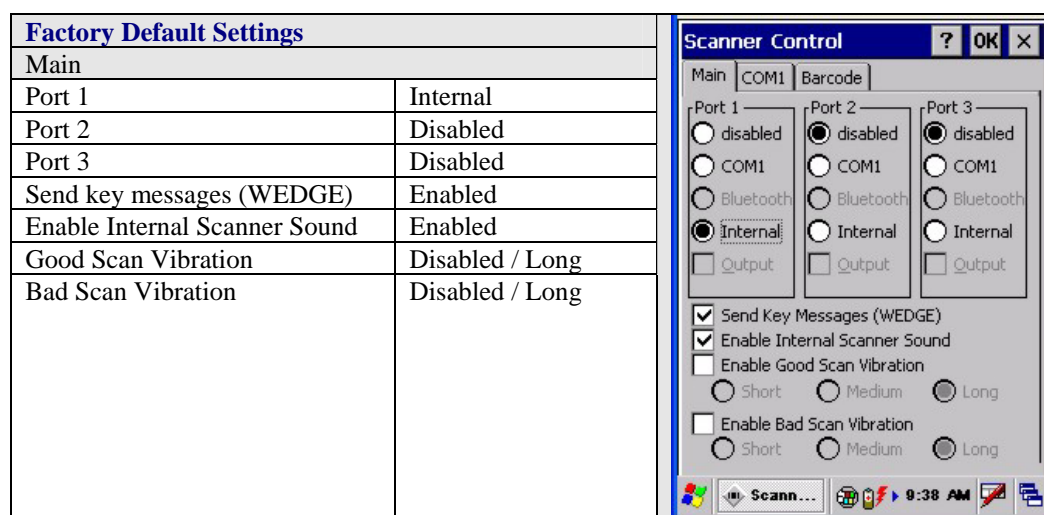 Factory Default Settings
Main
Port 1 Internal
Port 2 Disabled
Port 3 Disabled
Send key messages (WEDGE) Enabled
Enable Internal Scanner Sound Enabled
Good Scan Vibration Disabled / Long
Bad Scan Vibration Disabled / Long
Scanner Control ? OK ×
Main COM1 Barcode
Port 1 Port 2 Port 3
disabled disabled disabled
COM1 COM1 COM1
Bluetooth Bluetooth Bluetooth
Internal Internal Internal
Output Output Output
Send Key Messages (WEDGE)
Enable Internal Scanner Sound
Enable Good Scan Vibration
Short Medium Long
Enable Bad Scan Vibration
Short Medium Long
Scann... 9:38 AM